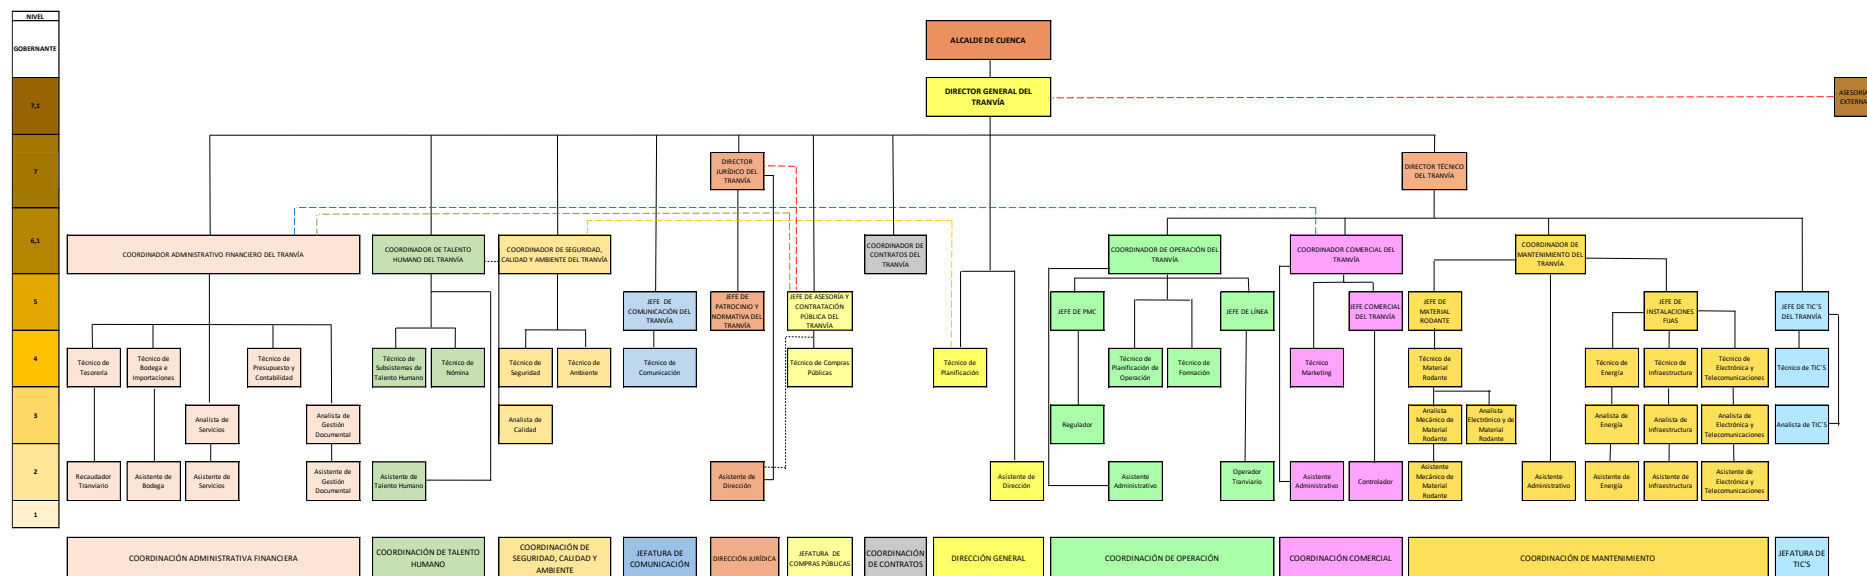 NIVEL
GOBERNANTE
7,1
7
6,1
5
4
3
2
1
ALCALDE DE CUENCA
DIRECTOR GENERAL DEL
TRANVÍA
ASESORÍA
EXTERNA
DIRECTOR
JURÍDICO DEL
TRANVÍA
DIRECTOR TÉCNICO
DEL TRANVÍA
COORDINADOR ADMINISTRATIVO FINANCIERO DEL TRANVÍA
COORDINADOR DE TALENTO
HUMANO DEL TRANVÍA
COORDINADOR DE SEGURIDAD,
CALIDAD Y AMBIENTE DEL TRANVÍA
COORDINADOR DE
CONTRATOS DEL
TRANVÍA
COORDINADOR DE OPERACIÓN DEL
TRANVÍA
COORDINADOR COMERCIAL DEL
TRANVÍA
COORDINADOR DE
MANTENIMIENTO DEL
TRANVÍA
JEFE DE
COMUNICACIÓN DEL
TRANVÍA
JEFE DE
PATROCINIO Y
NORMATIVA DEL
TRANVÍA
JEFE DE ASESORÍA Y
CONTRATACIÓN
PÚBLICA DEL
TRANVÍA
JEFE DE PMC
JEFE DE LÍNEA
JEFE COMERCIAL
DEL TRANVÍA
JEFE DE
MATERIAL
RODANTE
JEFE DE
INSTALACIONES
FIJAS
JEFE DE TIC´S DEL
TRANVÍA
Técnico de
Tesorería
Técnico de
Bodega e
Importaciones
Técnico de
Presupuesto y
Contabilidad
Técnico de
Subsistemas de
Talento Humano
Técnico de
Nómina
Técnico de
Seguridad
Técnico de
Ambiente
Técnico de
Comunicación
Técnico de Compras
Públicas
Técnico de
Planificación
Técnico de
Planificación de
Operación
Técnico de
Formación
Técnico
Marketing
Técnico de
Material
Rodante
Técnico de
Energía
Técnico de
Infraestructura
Técnico de
Electrónica y
Telecomunicaciones
Técnico de TIC´S
Analista de
Servicios
Analista de
Gestión
Documental
Analista de
Calidad
Regulador
Analista
Mecánico de
Material
Rodante
Analista
Electrónico y de
Material
Rodante
Analista de
Energía
Analista de
Infraestructura
Analista de
Electrónica y
Telecomunicaciones
Analista de TIC´S
Recaudador
Tranviario
Asistente de
Bodega
Asistente de
Servicios
Asistente de
Gestión
Documental
Asistente de
Talento Humano
Asistente de
Dirección
Asistente de
Dirección
Asistente
Administrativo
Operador
Tranviario
Asistente
Administrativo
Controlador
Asistente
Mecánico de
Material
Rodante
Asistente
Administrativo
Asistente de
Energía
Asistente de
Infraestructura
Asistente de
Electrónica y
Telecomunicaciones
COORDINACIÓN ADMINISTRATIVA FINANCIERA
COORDINACIÓN DE TALENTO
HUMANO
COORDINACIÓN DE
SEGURIDAD, CALIDAD Y
AMBIENTE
JEFATURA DE
COMUNICACIÓN
DIRECCIÓN JURÍDICA
JEFATURA DE
COMPRAS PÚBLICAS
COORDINACIÓN
DE CONTRATOS
DIRECCIÓN GENERAL
COORDINACIÓN DE OPERACIÓN
COORDINACIÓN COMERCIAL
COORDINACIÓN DE MANTENIMIENTO
JEFATURA DE
TIC'S